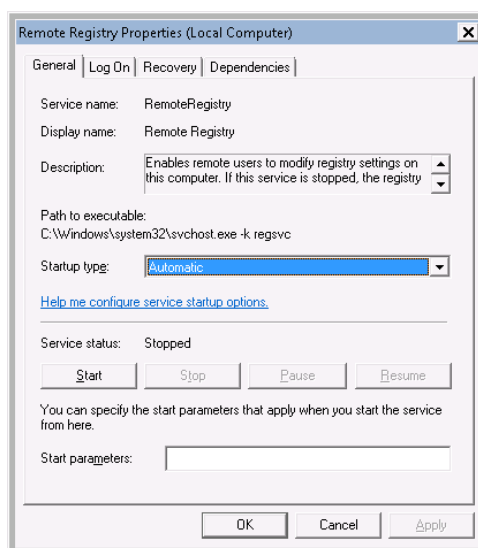 Remote Registry Properties (Local Computer)
General Log On Recovery Dependencies
Service name: RemoteRegistry
Display name: Remote Registry
Description: Enables remote users to modify registry settings on
this computer. If this service is stopped, the registry
Path to executable:
C:\Windows\system32\svchost.exe -k regsvc
Startup type: Automatic
Help me configure service startup options.
Service status: Stopped
Start Stop Pause Resume
You can specify the start parameters that apply when you start the service
from here.
Start parameters:
OK Cancel Apply